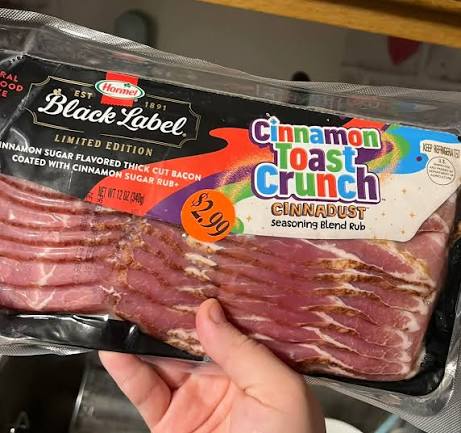 Hormel
EST 1891
Black Label
LIMITED EDITION
CINNAMON SUGAR FLAVORED THICK CUT BACON
COATED WITH CINNAMON SUGAR RUB+
NET WT 12 OZ (340g)
$2.99
Cinnamon
Toast
Crunch
CINNADUST
Seasoning Blend Rub
KEEP REFRIGERATED